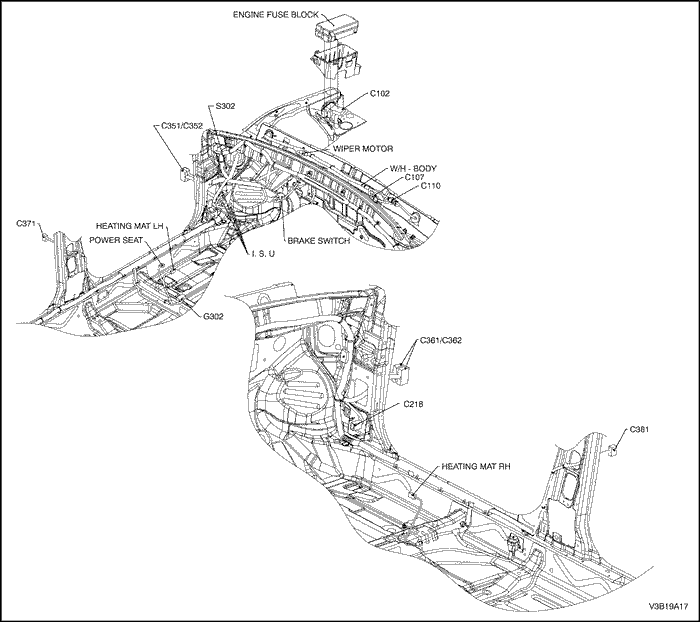 ENGINE FUSE BLOCK
C102
S302
C351/C352
WIPER MOTOR
W/H - BODY
C107
C110
C371
HEATING MAT LH
POWER SEAT
BRAKE SWITCH
I. S. U
G302
C361/C362
C218
C381
HEATING MAT RH
V3B19A17